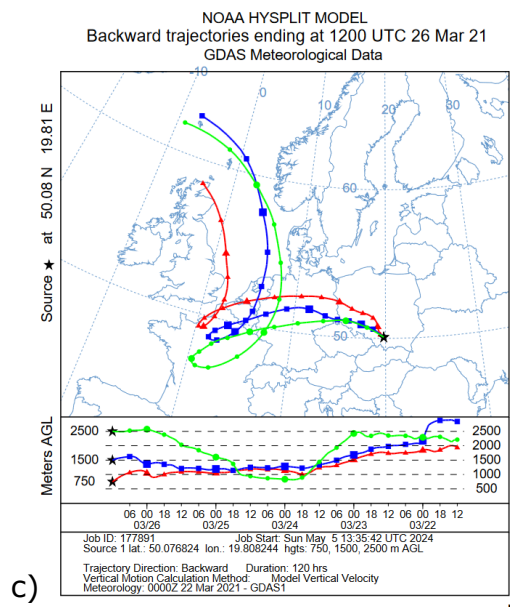 NOAA HYSPLIT MODEL
Backward trajectories ending at 1200 UTC 26 Mar 21
GDAS Meteorological Data
Source ★ at 50.08 N 19.81 E
-10
0
10
20
30
60
50
Meters AGL
2500
1500
750
2500
2000
1500
1000
500
06 00 18 12 06 00 18 12 06 00 18 12 06 00 18 12 06 00 18 12
03/26 03/25 03/24 03/23 03/22
Job ID: 177891 Job Start: Sun May 5 13:35:42 UTC 2024
Source 1 lat.: 50.076824 lon.: 19.808244 hgts: 750, 1500, 2500 m AGL
Trajectory Direction: Backward Duration: 120 hrs
Vertical Motion Calculation Method: Model Vertical Velocity
Meteorology: 0000Z 22 Mar 2021 - GDAS1
c)